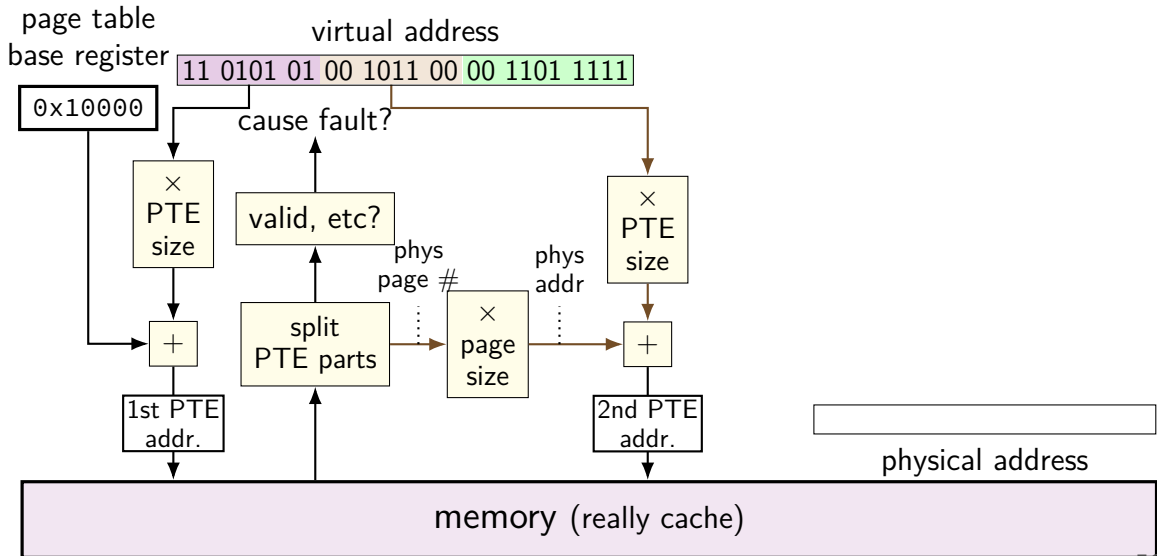 page table
base register
virtual address
11 0101 01 00 1011 00 00 1101 1111
0x10000
cause fault?
×
PTE
size
valid, etc?
×
PTE
size
phys
page #
phys
addr
+
split
PTE parts
×
page
size
+
1st PTE
addr.
2nd PTE
addr.
physical address
memory (really cache)